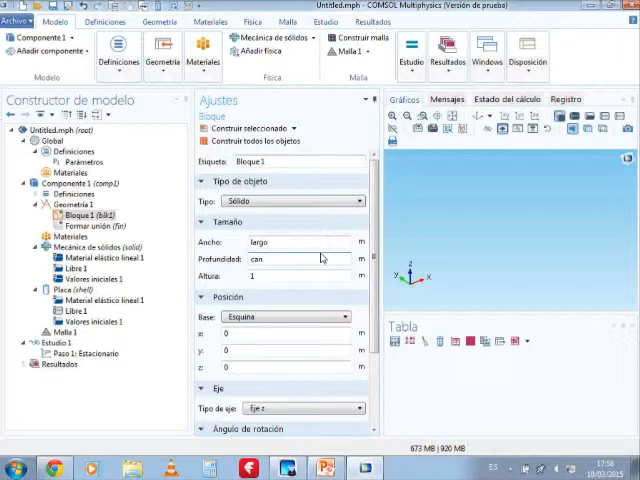 Untitled.mph - COMSOL Multiphysics (Versión de prueba)
Archivo Modelo Definiciones Geometría Materiales Física Malla Estudio Resultados
Componente 1
Añadir componente
Modelo
Definiciones
Geometría
Materiales
Mecánica de sólidos
Añadir física
Física
Construir malla
Malla 1
Malla
Estudio
Resultados
Windows
Disposición
Constructor de modelo
Untitled.mph (root)
Global
Definiciones
Parámetros
Materiales
Componente 1 (comp1)
Definiciones
Geometría 1
Bloque 1 (blk1)
Formar unión (fin)
Materiales
Mecánica de sólidos (solid)
Material elástico lineal 1
Libre 1
Valores iniciales 1
Placa (shell)
Material elástico lineal 1
Libre 1
Valores iniciales 1
Malla 1
Estudio 1
Paso 1: Estacionario
Resultados
Ajustes
Bloque
Construir seleccionado
Construir todos los objetos
Etiqueta: Bloque 1
Tipo de objeto
Tipo: Sólido
Tamaño
Ancho: largo m
Profundidad: can m
Altura: 1 m
Posición
Base: Esquina
x: 0 m
y: 0 m
z: 0 m
Eje
Tipo de eje: Eje z
Ángulo de rotación
Gráficos Mensajes Estado del cálculo Registro
z
y x
Tabla
673 MB | 920 MB
ES
17:58
10/03/2015